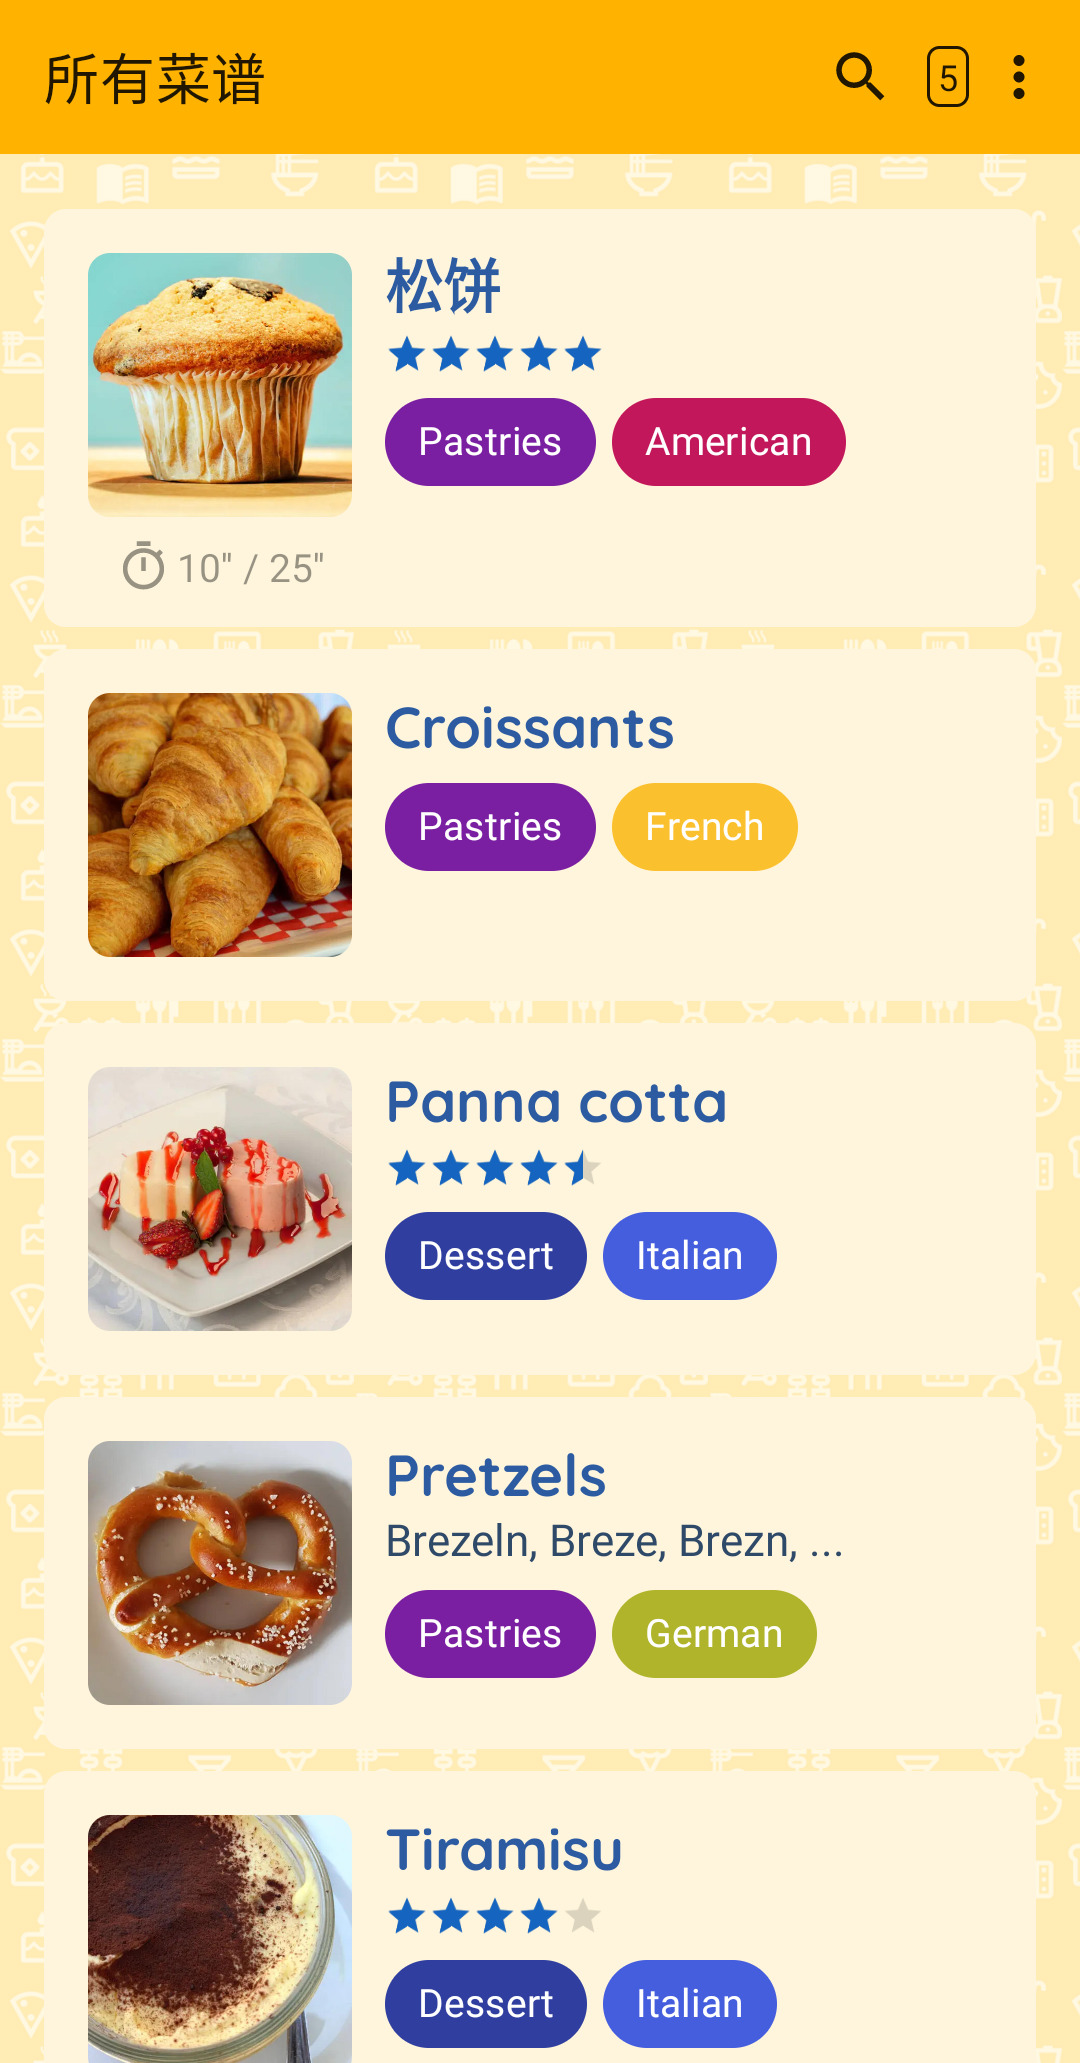 所有菜谱
5
松饼
Pastries American
10" / 25"
Croissants
Pastries French
Panna cotta
Dessert Italian
Pretzels
Brezeln, Breze, Brezn, ...
Pastries German
Tiramisu
Dessert Italian